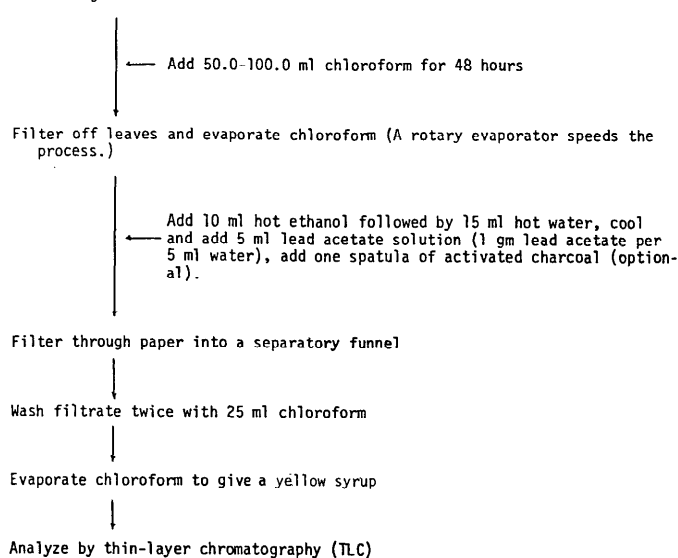 Add 50.0-100.0 ml chloroform for 48 hours
Filter off leaves and evaporate chloroform (A rotary evaporator speeds the
process.)
Add 10 ml hot ethanol followed by 15 ml hot water, cool
and add 5 ml lead acetate solution (1 gm lead acetate per
5 ml water), add one spatula of activated charcoal (option-
al).
Filter through paper into a separatory funnel
Wash filtrate twice with 25 ml chloroform
Evaporate chloroform to give a yellow syrup
Analyze by thin-layer chromatography (TLC)